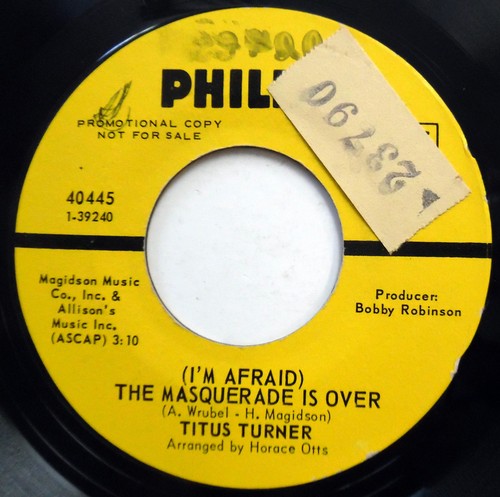 PHILI
PROMOTIONAL COPY
NOT FOR SALE
28790
40445
1-39240
Magidson Music
Co., Inc. &
Allison's
Music Inc.
(ASCAP) 3:10
Producer:
Bobby Robinson
(I'M AFRAID)
THE MASQUERADE IS OVER
(A. Wrubel - H. Magidson)
TITUS TURNER
Arranged by Horace Otts